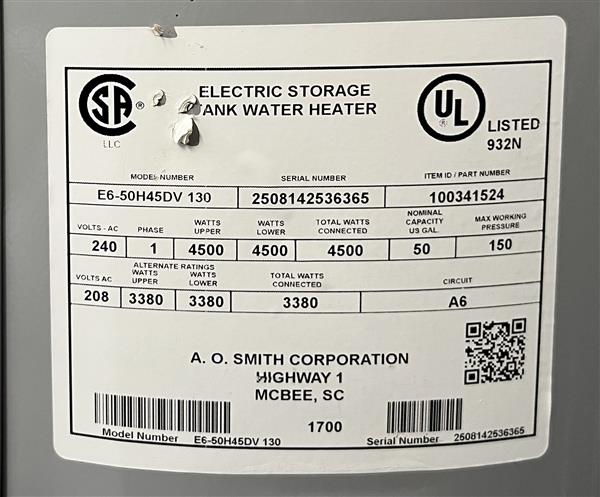 ELECTRIC STORAGE
TANK WATER HEATER
SA ®
LLC
UL ®
LISTED
932N
MODEL NUMBER SERIAL NUMBER ITEM ID / PART NUMBER
E6-50H45DV 130 2508142536365 100341524
VOLTS - AC PHASE WATTS UPPER WATTS LOWER TOTAL WATTS CONNECTED NOMINAL CAPACITY US GAL. MAX WORKING PRESSURE
240 1 4500 4500 4500 50 150
ALTERNATE RATINGS
VOLTS AC WATTS UPPER WATTS LOWER TOTAL WATTS CONNECTED CIRCUIT
208 3380 3380 3380 A6
A. O. SMITH CORPORATION
HIGHWAY 1
MCBEE, SC
1700
Model Number E6-50H45DV 130 Serial Number 2508142536365